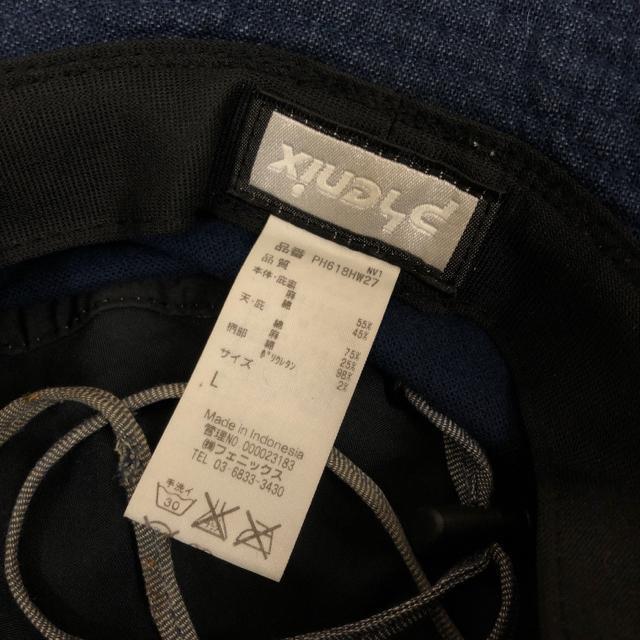 phenix
品番 PH618HW27
NV1
品質
本体:庇裏
麻 55%
綿 45%
天:庇
綿 75%
麻 25%
柄部
綿 98%
ポリウレタン 2%
サイズ
L
Made in Indonesia
管理NO 000023183
㈱フェニックス
TEL 03-6833-3430
手洗イ
30